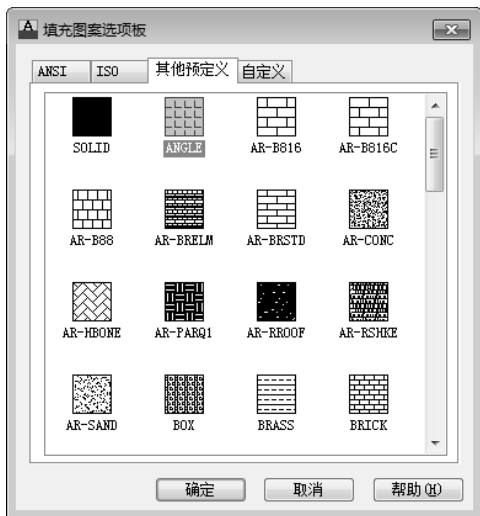 填充图案选项板
ANSI ISO 其他预定义 自定义
SOLID ANGLE AR-B816 AR-B816C
AR-B88 AR-BRELM AR-BRSTD AR-CONC
AR-HBONE AR-PARQ1 AR-RROOF AR-RSHKE
AR-SAND BOX BRASS BRICK
确定 取消 帮助(H)